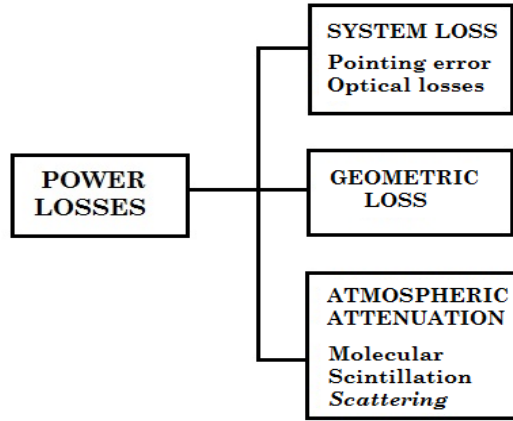 POWER
LOSSES
SYSTEM LOSS
Pointing error
Optical losses
GEOMETRIC
LOSS
ATMOSPHERIC
ATTENUATION
Molecular
Scintillation
Scattering